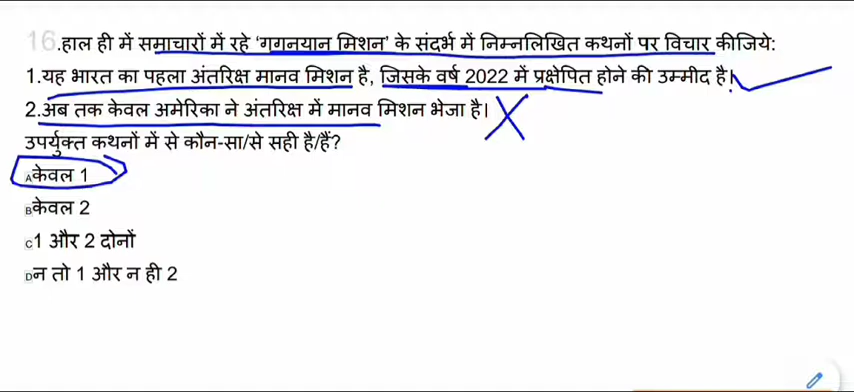 16.हाल ही में समाचारों में रहे 'गगनयान मिशन' के संदर्भ में निम्नलिखित कथनों पर विचार कीजिये:
1.यह भारत का पहला अंतरिक्ष मानव मिशन है, जिसके वर्ष 2022 में प्रक्षेपित होने की उम्मीद है।
2.अब तक केवल अमेरिका ने अंतरिक्ष में मानव मिशन भेजा है।
उपर्युक्त कथनों में से कौन-सा/से सही है/हैं?
Aकेवल 1
Bकेवल 2
C1 और 2 दोनों
Dन तो 1 और न ही 2